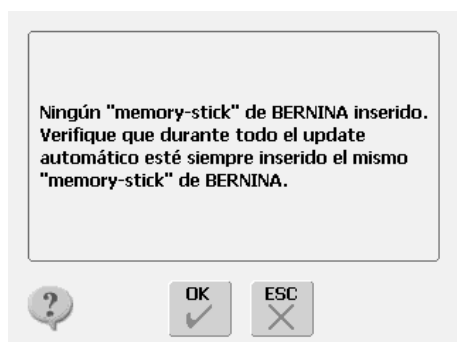 Ningún "memory-stick" de BERNINA inserido.
Verifique que durante todo el update
automático esté siempre inserido el mismo
"memory-stick" de BERNINA.
?
OK
ESC